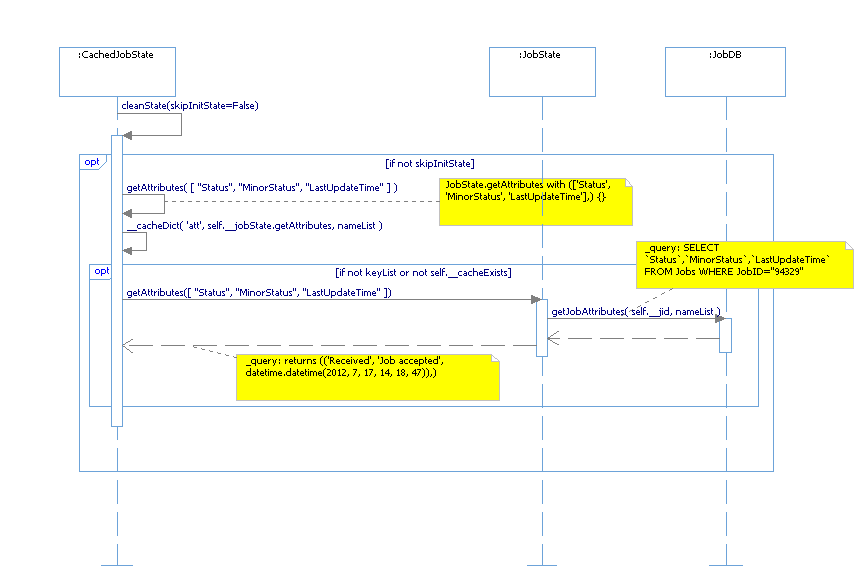 :CachedJobState
:JobState
:JobDB
cleanState(skipInitState=False)
opt
[if not skipInitState]
getAttributes( [ "Status", "MinorStatus", "LastUpdateTime" ] )
JobState.getAttributes with (['Status',
'MinorStatus', 'LastUpdateTime'],) {}
__cacheDict( 'att', self.__jobState.getAttributes, nameList )
_query: SELECT
`Status`,`MinorStatus`,`LastUpdateTime`
FROM Jobs WHERE JobID="94329"
opt
[if not keyList or not self.__cacheExists]
getAttributes([ "Status", "MinorStatus", "LastUpdateTime" ])
getJobAttributes( self.__jid, nameList )
_query: returns (('Received', 'Job accepted',
datetime.datetime(2012, 7, 17, 14, 18, 47)),)